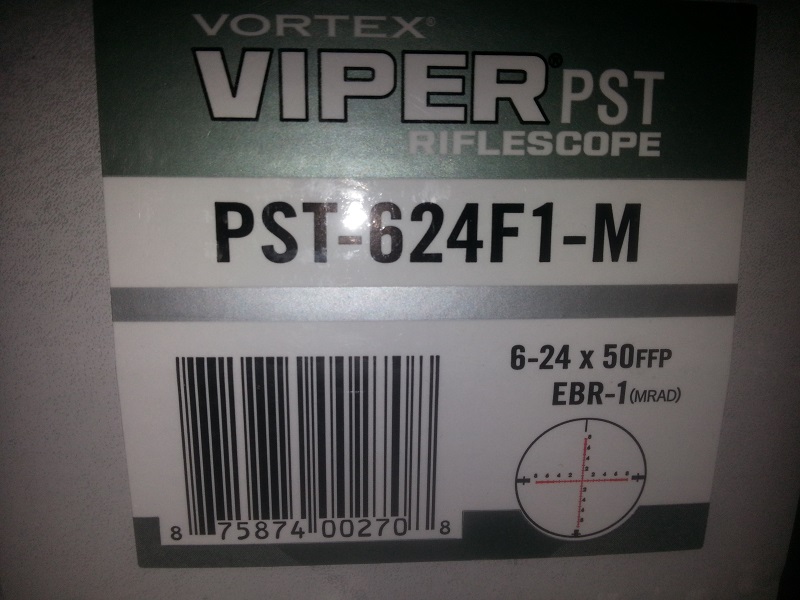 VORTEX®
VIPER® PST
RIFLESCOPE
PST-624F1-M
6-24 x 50FFP
EBR-1(MRAD)
8 75874 00270 8